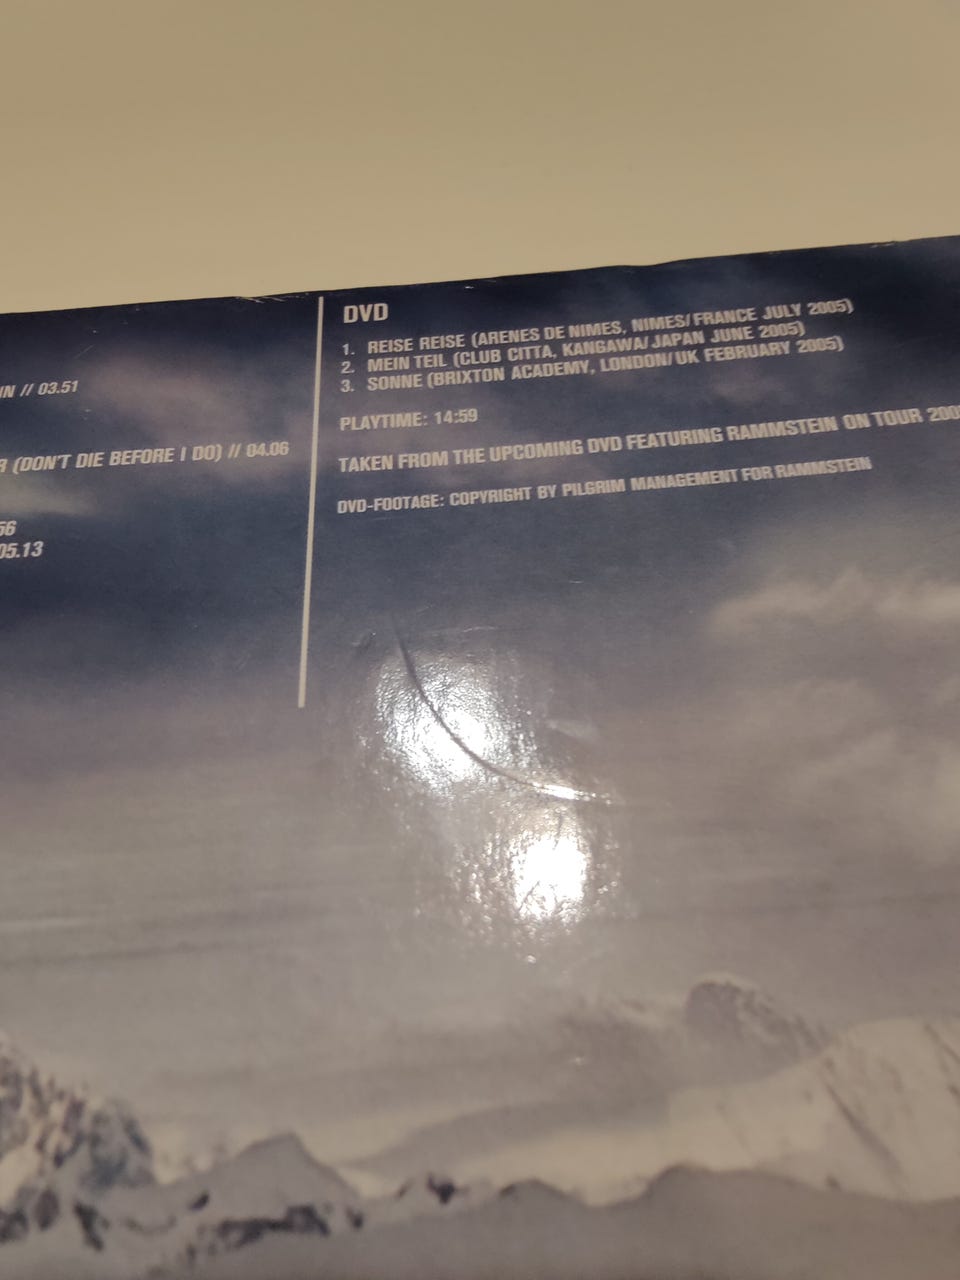 IN // 03.51
R (DON'T DIE BEFORE I DO) // 04.06
56
05.13
DVD
1. REISE REISE (ARENES DE NIMES, NIMES/FRANCE JULY 2005)
2. MEIN TEIL (CLUB CITTA, KANGAWA/JAPAN JUNE 2005)
3. SONNE (BRIXTON ACADEMY, LONDON/UK FEBRUARY 2005)
PLAYTIME: 14:59
TAKEN FROM THE UPCOMING DVD FEATURING RAMMSTEIN ON TOUR 200
DVD-FOOTAGE: COPYRIGHT BY PILGRIM MANAGEMENT FOR RAMMSTEIN